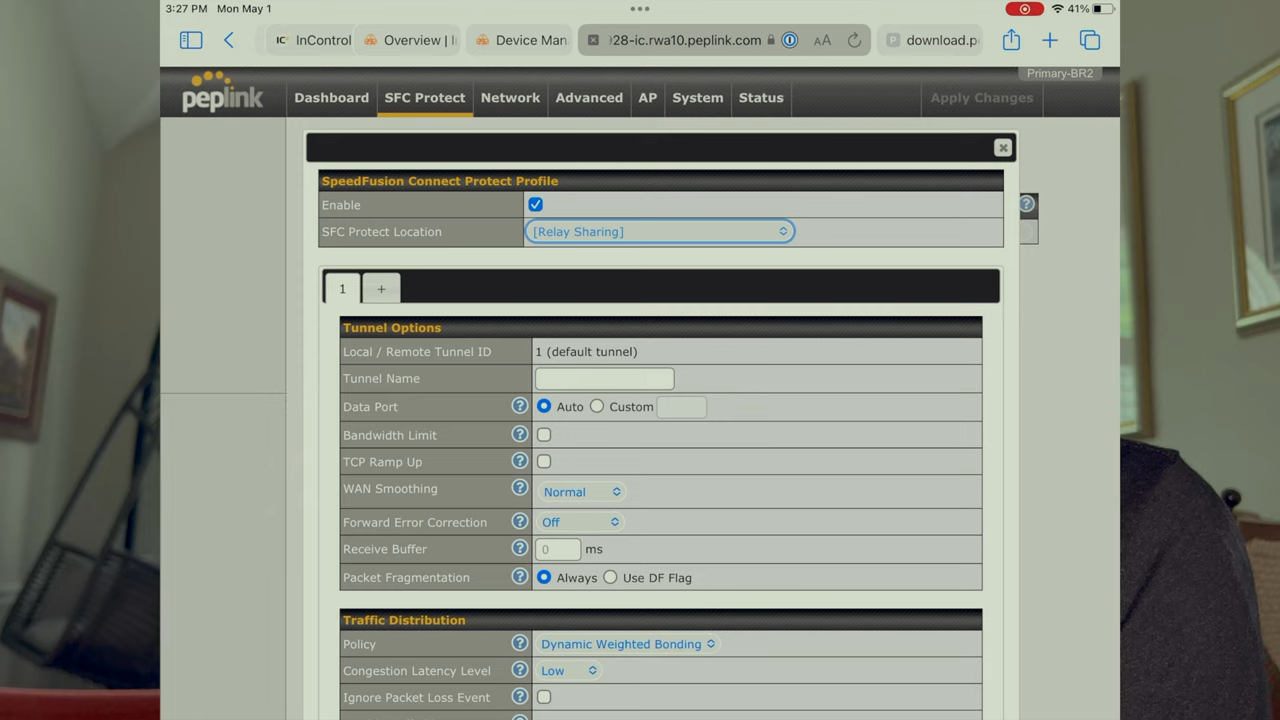 3:27 PM Mon May 1
41%
InControl
Overview | I
Device Man
28-ic.rwa10.peplink.com
AA
download.p
Primary-BR2
peplink
Dashboard SFC Protect Network Advanced AP System Status Apply Changes
SpeedFusion Connect Protect Profile
Enable
SFC Protect Location [Relay Sharing]
1 +
Tunnel Options
Local / Remote Tunnel ID 1 (default tunnel)
Tunnel Name
Data Port Auto Custom
Bandwidth Limit
TCP Ramp Up
WAN Smoothing Normal
Forward Error Correction Off
Receive Buffer 0 ms
Packet Fragmentation Always Use DF Flag
Traffic Distribution
Policy Dynamic Weighted Bonding
Congestion Latency Level Low
Ignore Packet Loss Event